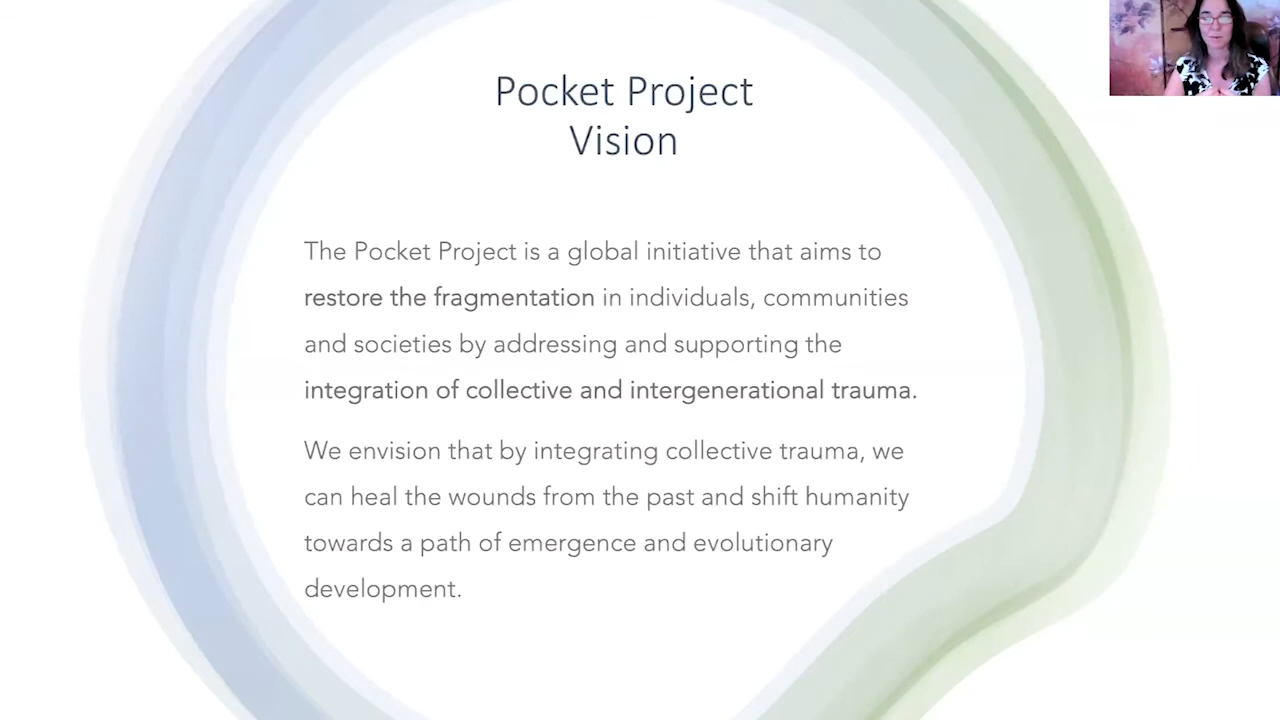 Pocket Project
Vision
The Pocket Project is a global initiative that aims to
restore the fragmentation in individuals, communities
and societies by addressing and supporting the
integration of collective and intergenerational trauma.
We envision that by integrating collective trauma, we
can heal the wounds from the past and shift humanity
towards a path of emergence and evolutionary
development.